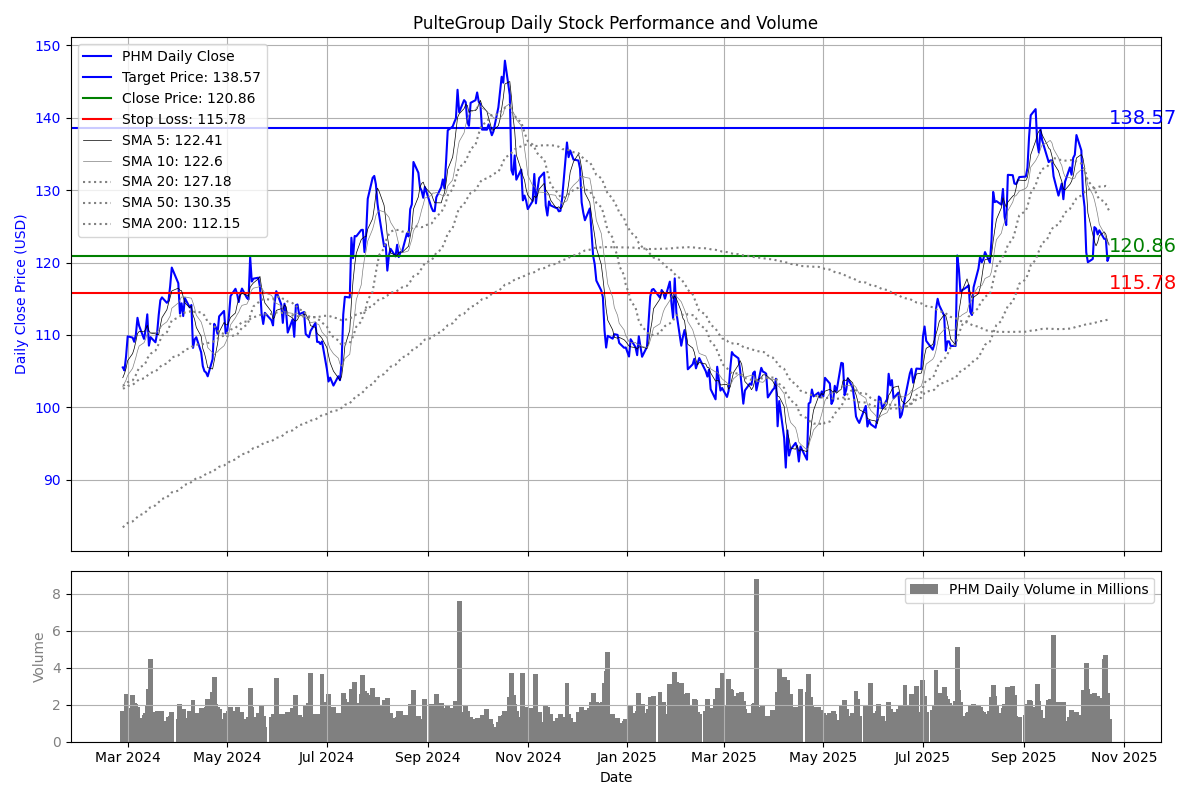 PulteGroup Daily Stock Performance and Volume
PHM Daily Close
Target Price: 138.57
Close Price: 120.86
Stop Loss: 115.78
SMA 5: 122.41
SMA 10: 122.6
SMA 20: 127.18
SMA 50: 130.35
SMA 200: 112.15
150
140
130
120
110
100
90
Daily Close Price (USD)
138.57
120.86
115.78
PHM Daily Volume in Millions
8
6
4
2
0
Volume
Mar 2024 May 2024 Jul 2024 Sep 2024 Nov 2024 Jan 2025 Mar 2025 May 2025 Jul 2025 Sep 2025 Nov 2025
Date